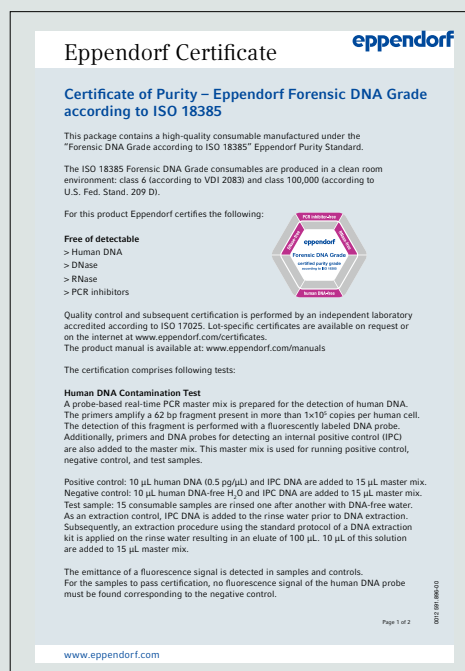 Eppendorf Certificate
eppendorf
Certificate of Purity – Eppendorf Forensic DNA Grade
according to ISO 18385
This package contains a high-quality consumable manufactured under the
“Forensic DNA Grade according to ISO 18385” Eppendorf Purity Standard.
The ISO 18385 Forensic DNA Grade consumables are produced in a clean room
environment: class 6 (according to VDI 2083) and class 100,000 (according to
U.S. Fed. Stand. 209 D).
For this product Eppendorf certifies the following:
Free of detectable
> Human DNA
> DNase
> RNase
> PCR inhibitors
PCR inhibitor-free
eppendorf
Forensic DNA Grade
certified purity grade
according to ISO 18385
Human DNA-free
Quality control and subsequent certification is performed by an independent laboratory
accredited according to ISO 17025. Lot-specific certificates are available on request or
on the internet at www.eppendorf.com/certificates.
The product manual is available at: www.eppendorf.com/manuals
The certification comprises following tests:
Human DNA Contamination Test
A probe-based real-time PCR master mix is prepared for the detection of human DNA.
The primers amplify a 62 bp fragment present in more than 1×10⁵ copies per human cell.
The detection of this fragment is performed with a fluorescently labeled DNA probe.
Additionally, primers and DNA probes for detecting an internal positive control (IPC)
are also added to the master mix. This master mix is used for running positive control,
negative control, and test samples.
Positive control: 10 µL human DNA (0.5 pg/µL) and IPC DNA are added to 15 µL master mix.
Negative control: 10 µL human DNA-free H₂O and IPC DNA are added to 15 µL master mix.
Test sample: 15 consumable samples are rinsed one after another with DNA-free water.
As an extraction control, IPC DNA is added to the rinse water prior to DNA extraction.
Subsequently, an extraction procedure using the standard protocol of a DNA extraction
kit is applied on the rinse water resulting in an eluate of 100 µL. 10 µL of this solution
are added to 15 µL master mix.
The emittance of a fluorescence signal is detected in samples and controls.
For the samples to pass certification, no fluorescence signal of the human DNA probe
must be found corresponding to the negative control.
Page 1 of 2
www.eppendorf.com